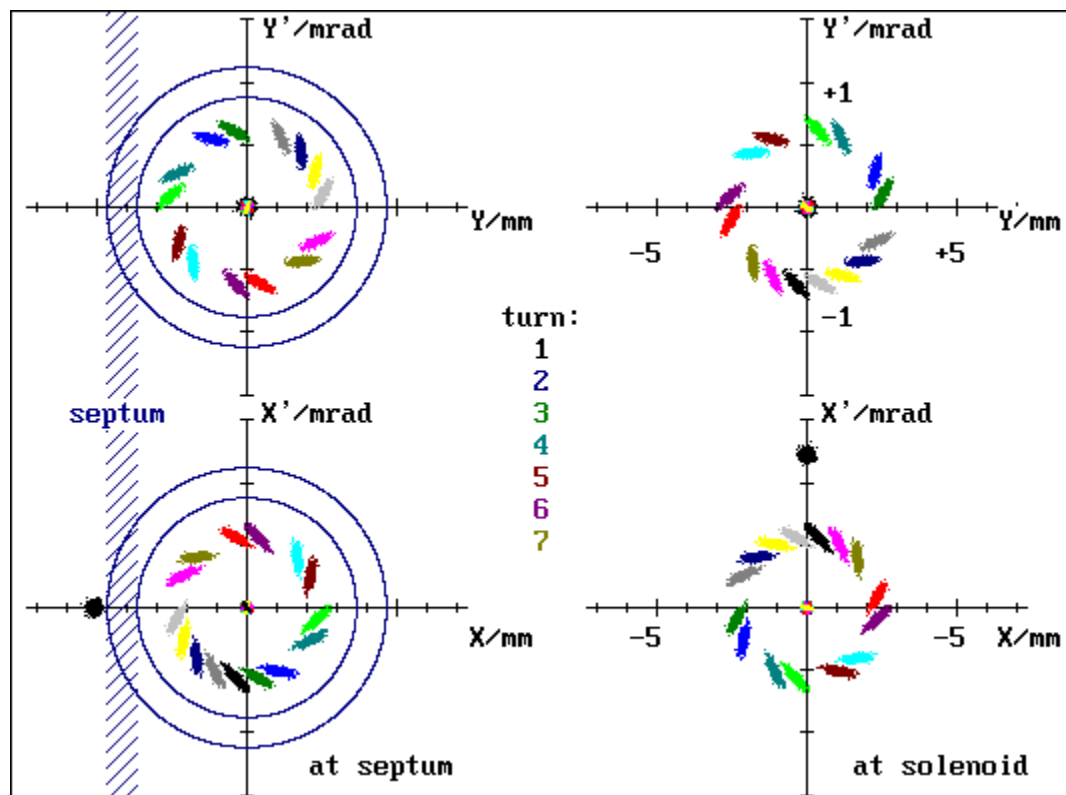 Y'/mrad
Y'/mrad
+1
Y/mm
Y/mm
-5
+5
-1
turn:
1
2
3
4
5
6
7
septum
X'/mrad
X'/mrad
X/mm
-5
-5
X/mm
at septum
at solenoid